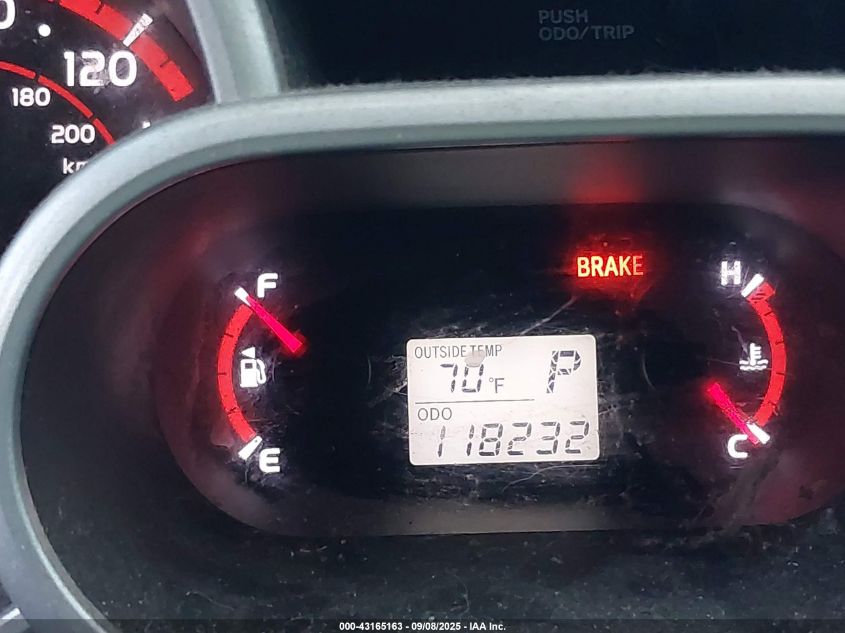 PUSH
ODO/TRIP
120
180
200
F
BRAKE
H
OUTSIDE TEMP
70°F P
ODO
118232
E
C
000-43165163 - 09/08/2025 - IAA Inc.